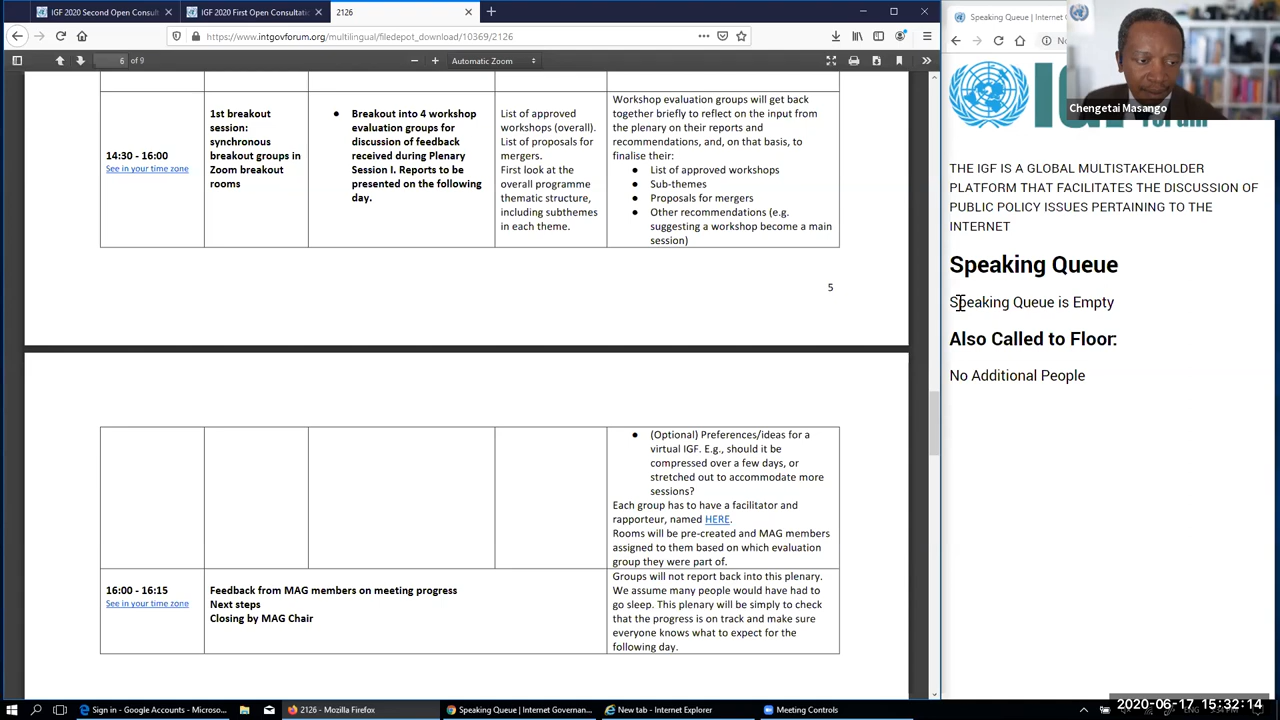 IGF 2020 Second Open Consult
IGF 2020 First Open Consultatio
2126
https://www.intgovforum.org/multilingual/filedepot_download/10369/2126
6 of 9
Automatic Zoom
14:30 - 16:00
See in your time zone
1st breakout
session:
synchronous
breakout groups in
Zoom breakout
rooms
● Breakout into 4 workshop
evaluation groups for
discussion of feedback
received during Plenary
Session I. Reports to be
presented on the following
day.
List of approved
workshops (overall).
List of proposals for
mergers.
First look at the
overall programme
thematic structure,
including subthemes
in each theme.
Workshop evaluation groups will get back
together briefly to reflect on the input from
the plenary on their reports and
recommendations, and, on that basis, to
finalise their:
● List of approved workshops
● Sub-themes
● Proposals for mergers
● Other recommendations (e.g.
suggesting a workshop become a main
session)
5
● (Optional) Preferences/ideas for a
virtual IGF. E.g., should it be
compressed over a few days, or
stretched out to accommodate more
sessions?
Each group has to have a facilitator and
rapporteur, named HERE.
Rooms will be pre-created and MAG members
assigned to them based on which evaluation
group they were part of.
16:00 - 16:15
See in your time zone
Feedback from MAG members on meeting progress
Next steps
Closing by MAG Chair
Groups will not report back into this plenary.
We assume many people would have had to
go sleep. This plenary will be simply to check
that the progress is on track and make sure
everyone knows what to expect for the
following day.
Speaking Queue | Internet G
No
Chengetai Masango
THE IGF IS A GLOBAL MULTISTAKEHOLDER
PLATFORM THAT FACILITATES THE DISCUSSION OF
PUBLIC POLICY ISSUES PERTAINING TO THE
INTERNET
Speaking Queue
Speaking Queue is Empty
Also Called to Floor:
No Additional People
Sign in - Google Accounts - Microso...
2126 - Mozilla Firefox
Speaking Queue | Internet Governan...
New tab - Internet Explorer
Meeting Controls
2020-06-17 15:32:14